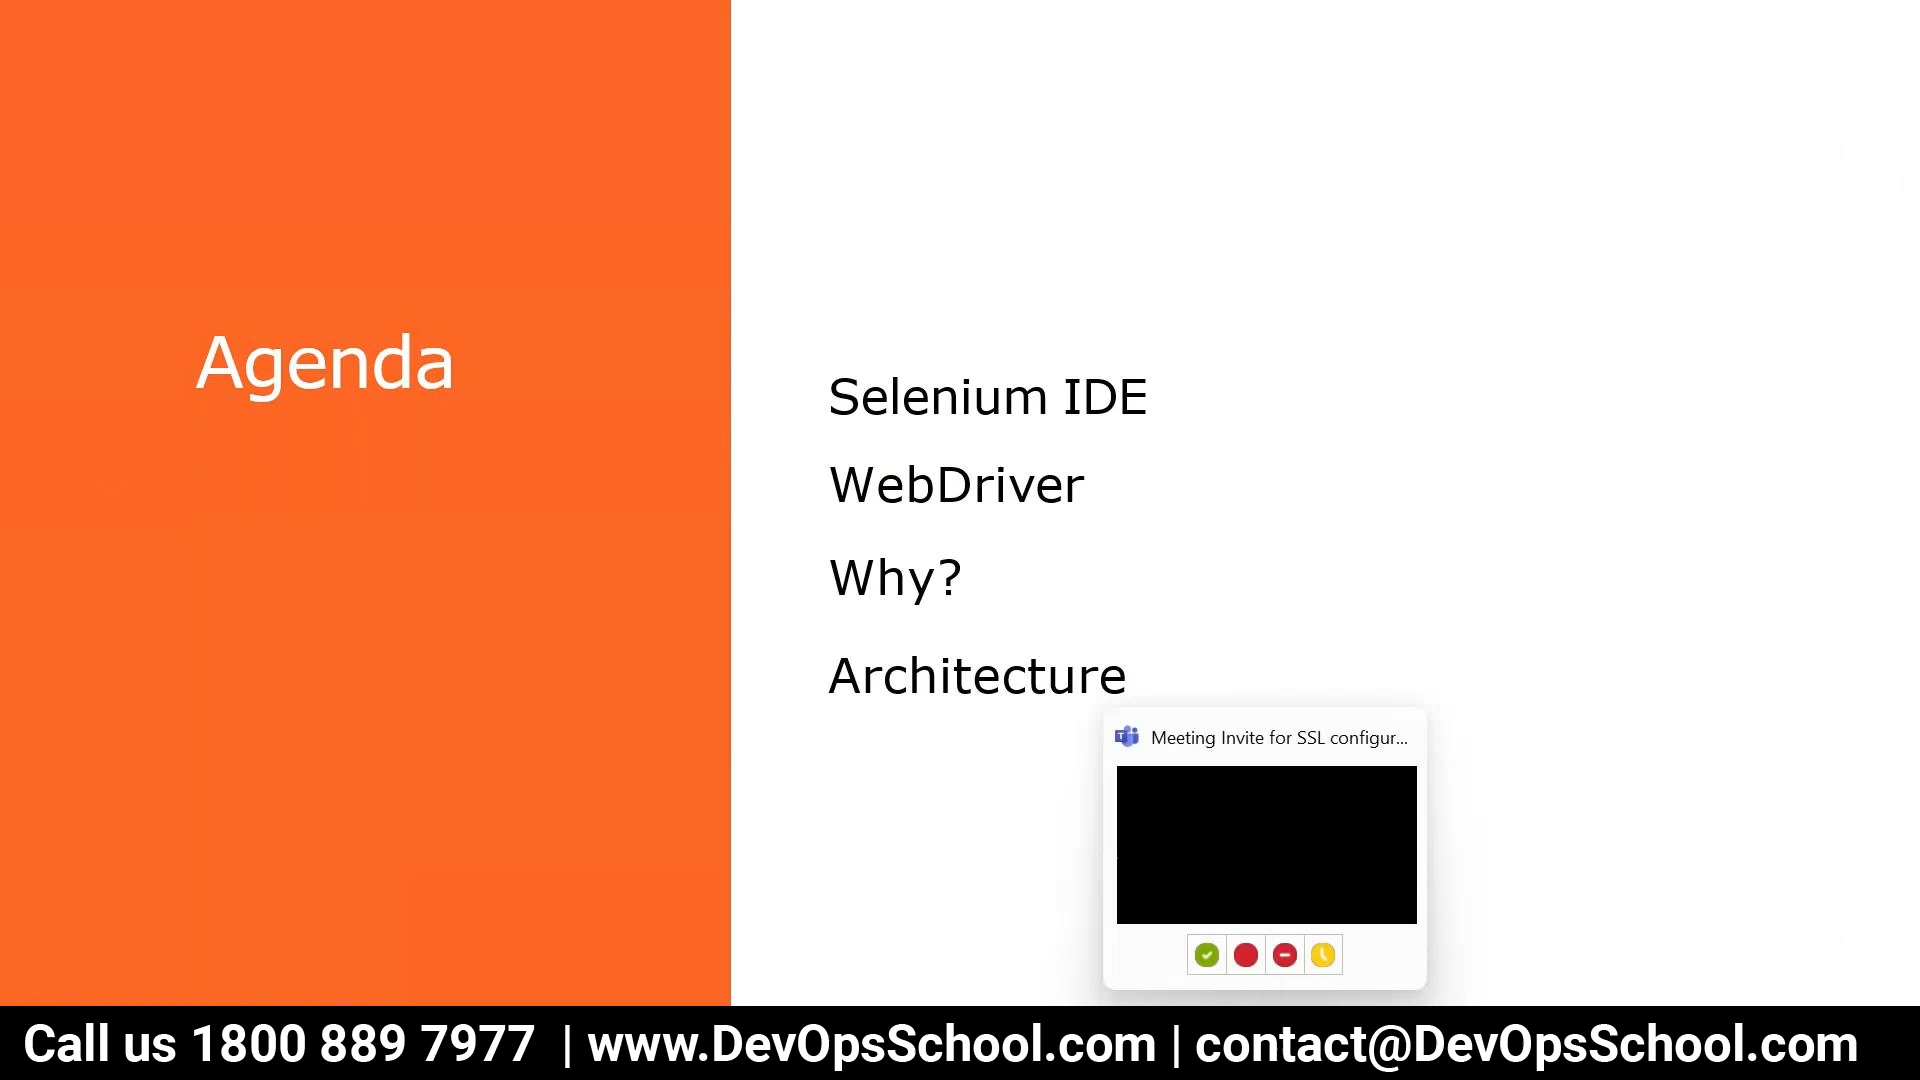 Agenda
Selenium IDE
WebDriver
Why?
Architecture
Meeting Invite for SSL configur...
Call us 1800 889 7977 | www.DevOpsSchool.com | contact@DevOpsSchool.com